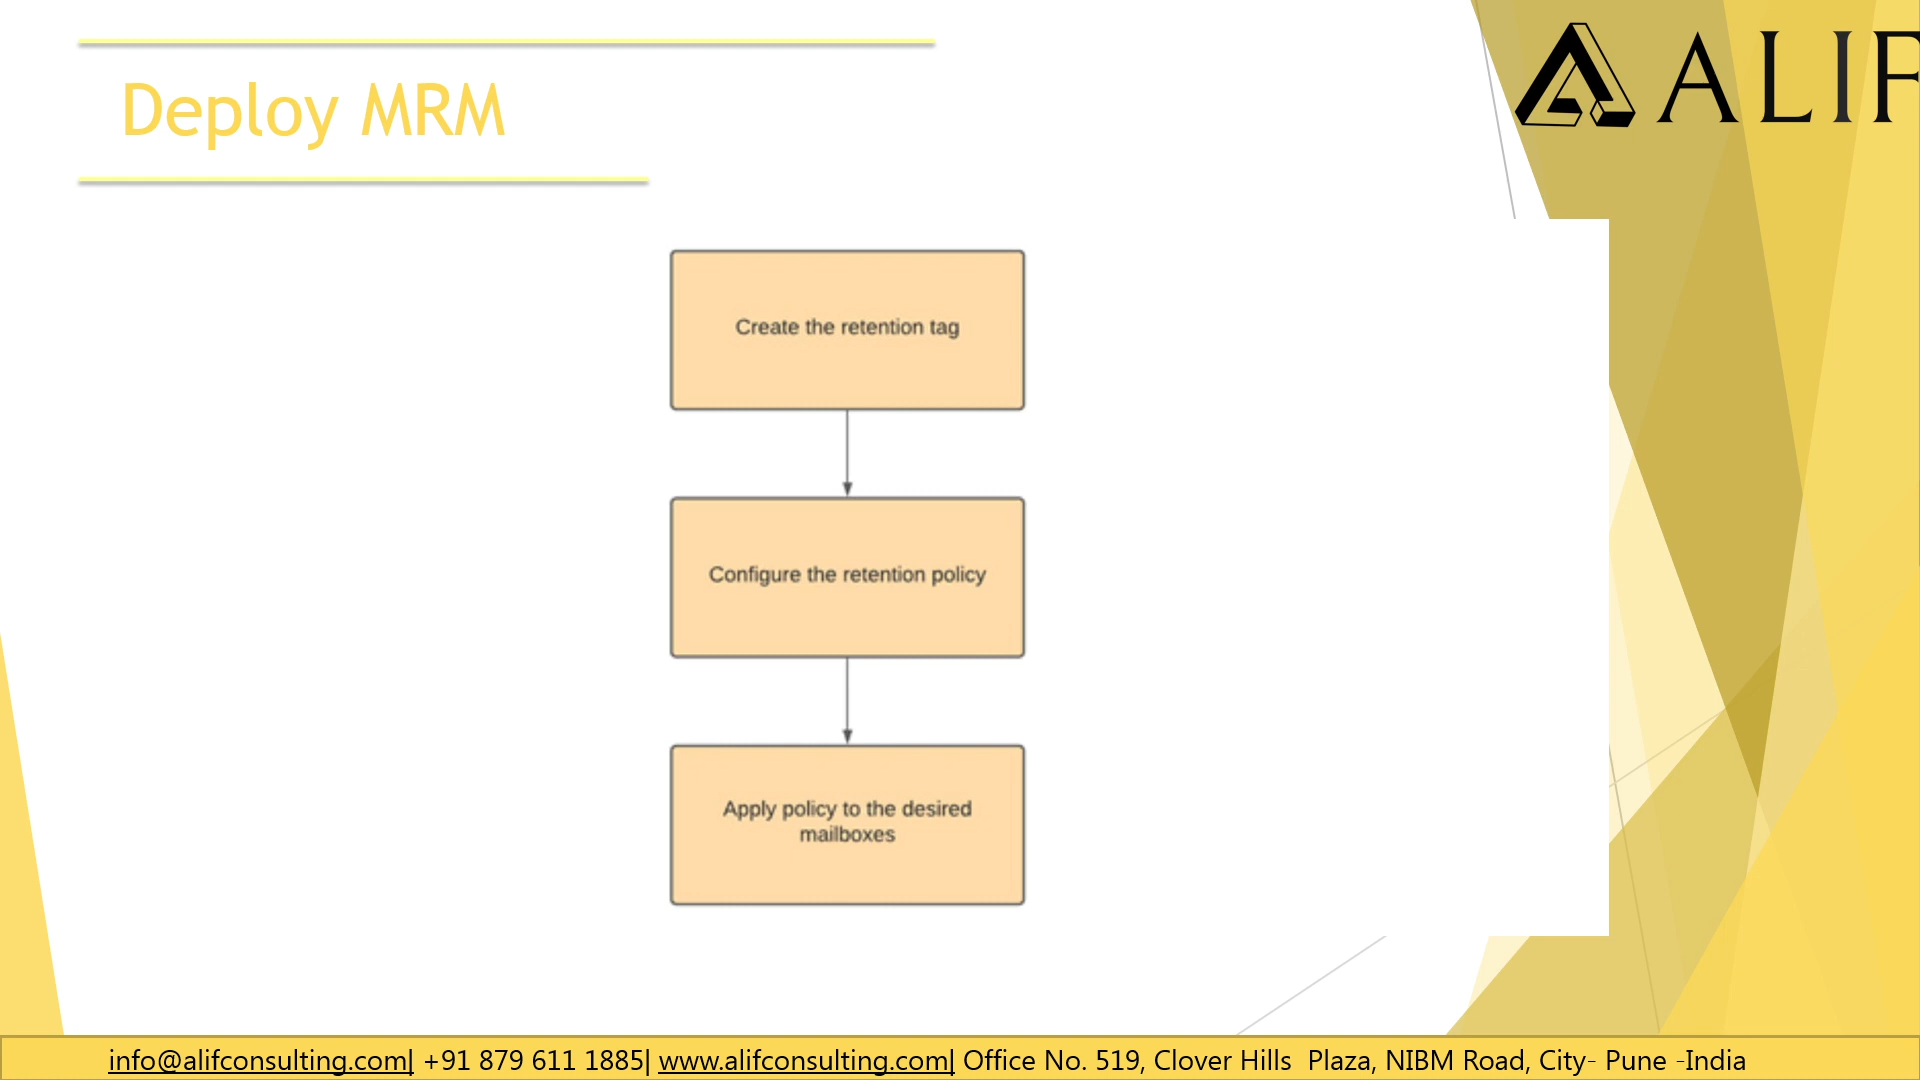 Deploy MRM
ALIF
Create the retention tag
Configure the retention policy
Apply policy to the desired
mailboxes
info@alifconsulting.com| +91 879 611 1885| www.alifconsulting.com| Office No. 519, Clover Hills  Plaza, NIBM Road, City- Pune -India